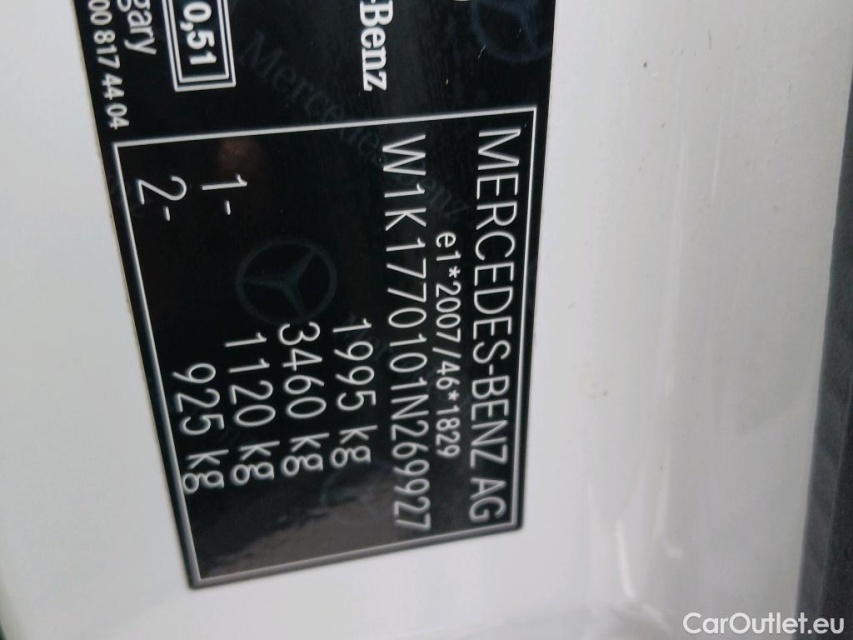 -Benz
0,51
gary
00 817 44 04
MERCEDES-BENZ AG
e1*2007/46*1829
W1K1770101N269927
1995 kg
3460 kg
1- 1120 kg
2- 925 kg
CarOutlet.eu